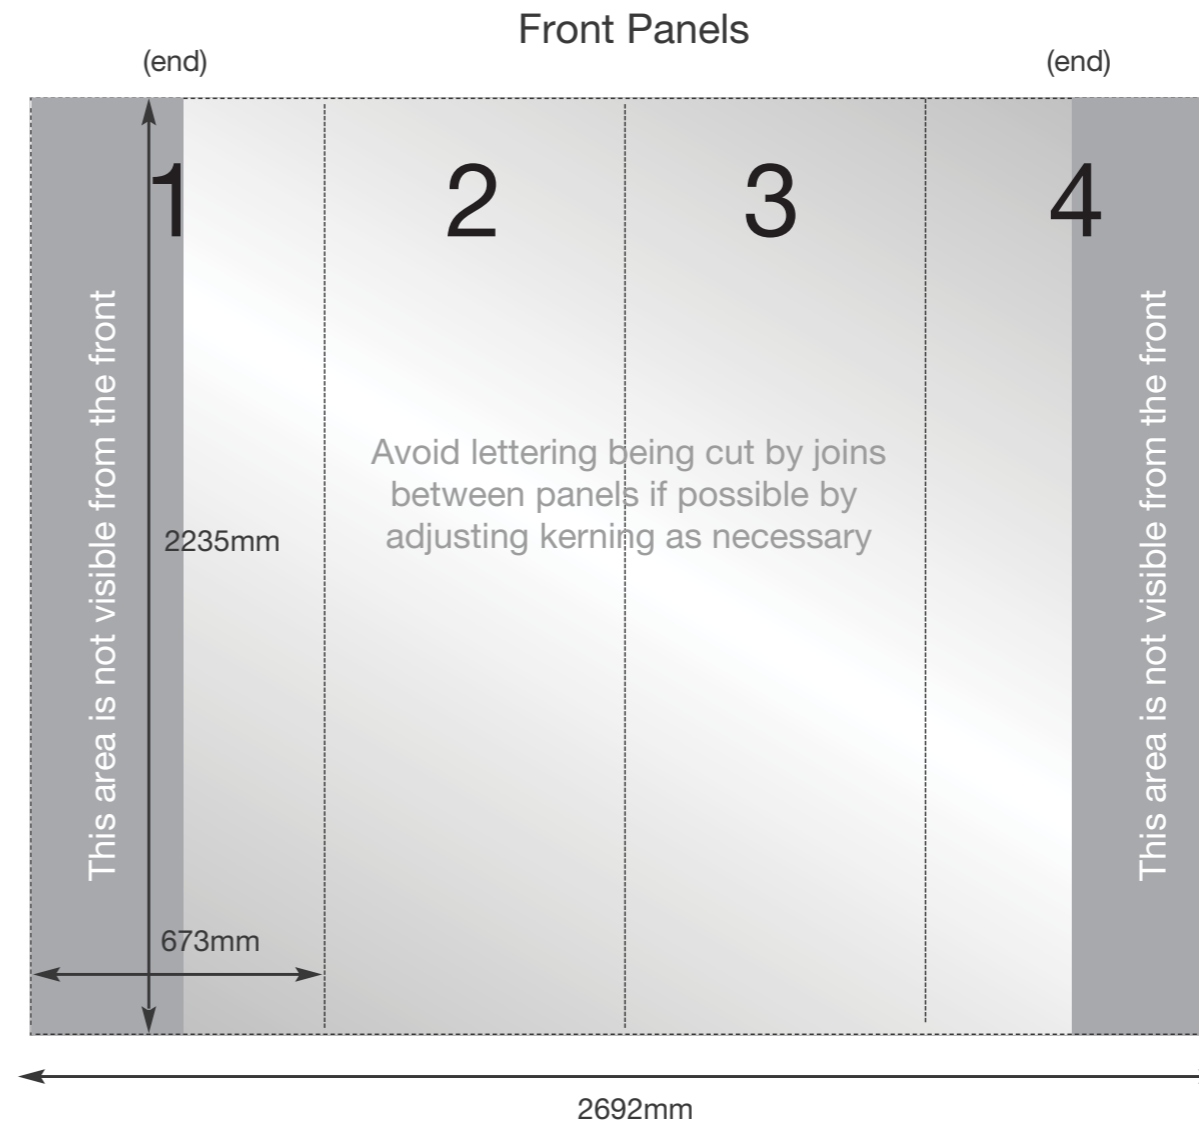 Front Panels
(end)
(end)
1
2
3
4
This area is not visible from the front
Avoid lettering being cut by joins
between panels if possible by
adjusting kerning as necessary
2235mm
This area is not visible from the front
673mm
2692mm